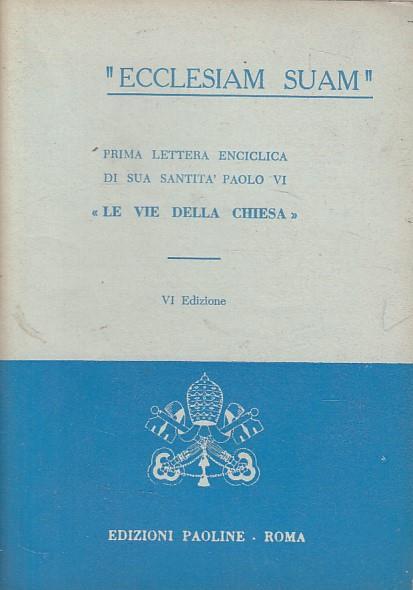 "ECCLESIAM SUAM"
PRIMA LETTERA ENCICLICA
DI SUA SANTITA' PAOLO VI
« LE VIE DELLA CHIESA »
VI Edizione
EDIZIONI PAOLINE - ROMA